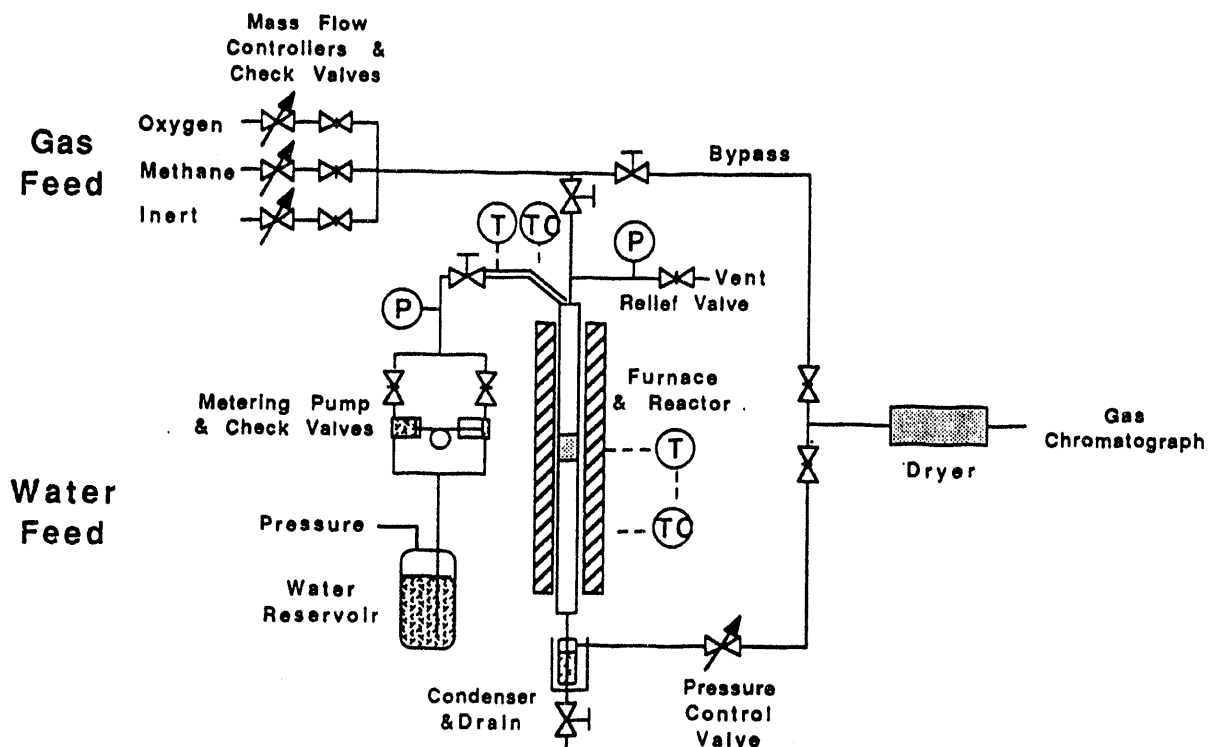 Mass Flow
Controllers &
Check Valves
Gas
Feed
Oxygen
Methane
Inert
Bypass
T
TC
P
Vent
Relief Valve
P
Furnace
& Reactor
Metering Pump
& Check Valves
T
TC
Gas
Chromatograph
Dryer
Water
Feed
Pressure
Water
Reservoir
Condenser
&Drain
Pressure
Control
Valve